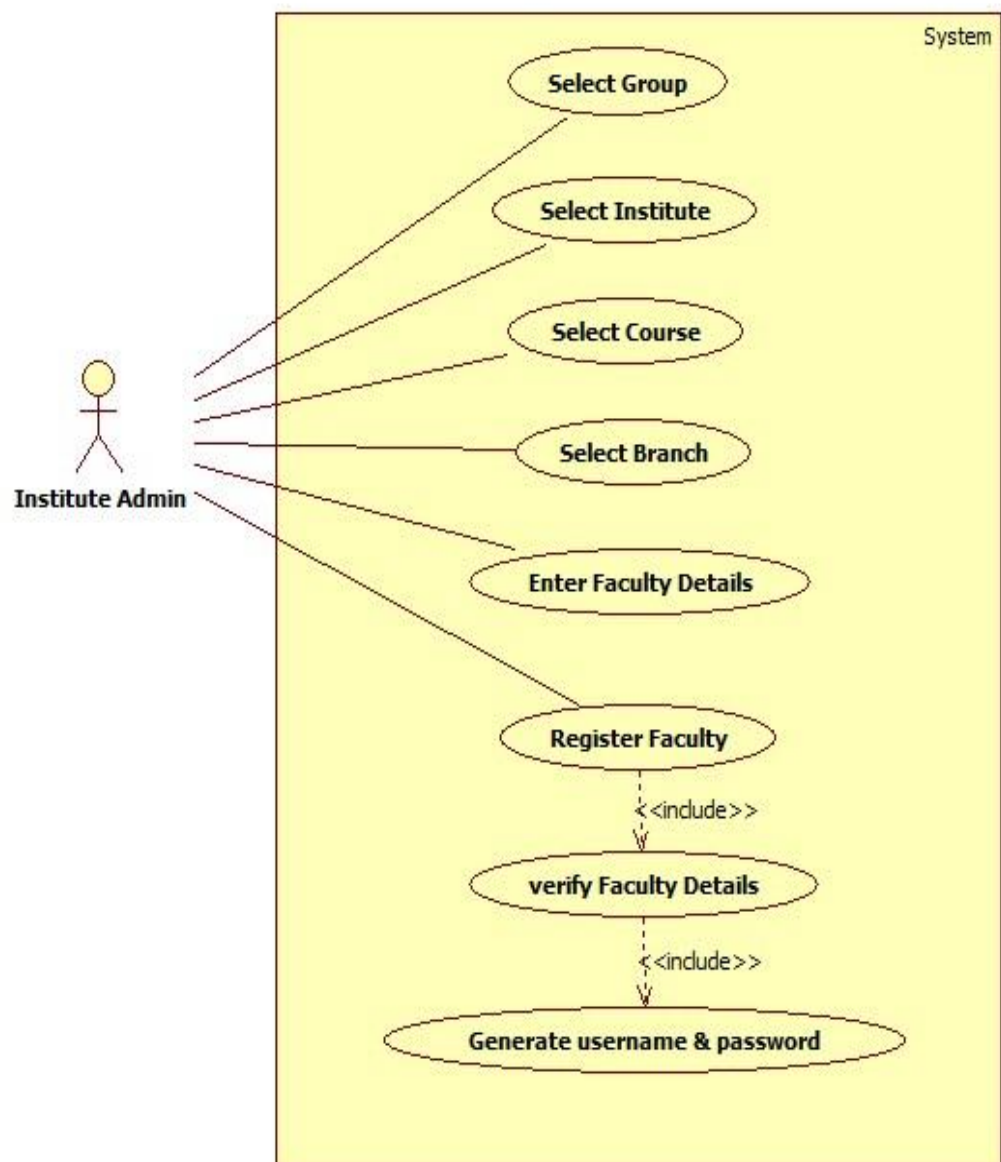 System
Select Group
Select Institute
Select Course
Select Branch
Institute Admin
Enter Faculty Details
Register Faculty
<<include>>
verify Faculty Details
<<include>>
Generate username & password